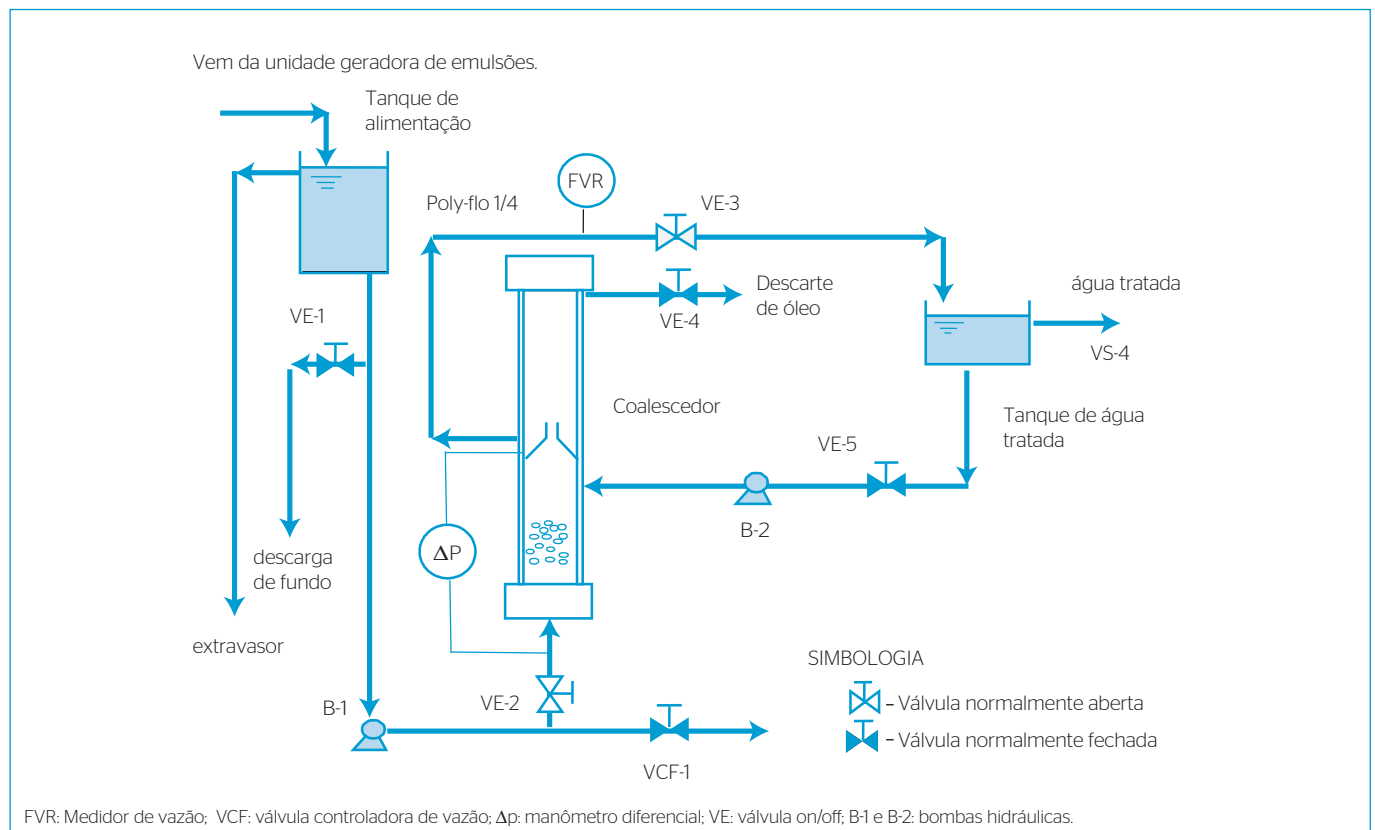 Vem da unidade geradora de emulsões.
Tanque de
alimentação
FVR
Poly-flo 1/4
VE-3
Descarte
de óleo
VE-4
água tratada
VS-4
VE-1
Coalescedor
Tanque de água
tratada
VE-5
B-2
ΔP
descarga
de fundo
extravasor
SIMBOLOGIA
VE-2
– Válvula normalmente aberta
B-1
– Válvula normalmente fechada
VCF-1
FVR: Medidor de vazão; VCF: válvula controladora de vazão; Δp: manômetro diferencial; VE: válvula on/off; B-1 e B-2: bombas hidráulicas.